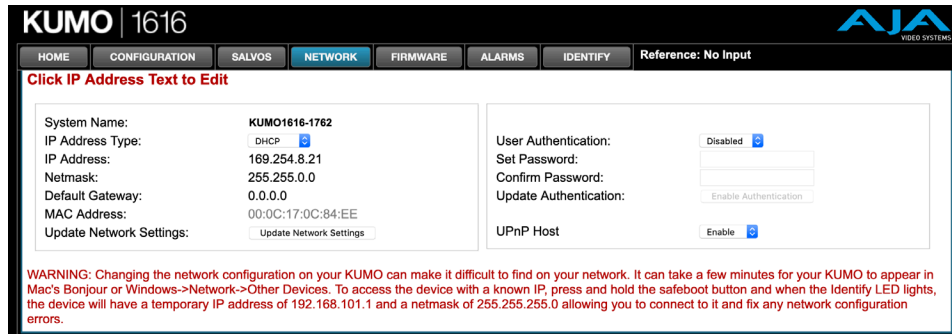 KUMO | 1616
AJA
VIDEO SYSTEMS
HOME CONFIGURATION SALVOS NETWORK FIRMWARE ALARMS IDENTIFY Reference: No Input
Click IP Address Text to Edit
System Name: KUMO1616-1762
IP Address Type: DHCP
IP Address: 169.254.8.21
Netmask: 255.255.0.0
Default Gateway: 0.0.0.0
MAC Address: 00:0C:17:0C:84:EE
Update Network Settings: Update Network Settings
User Authentication: Disabled
Set Password:
Confirm Password:
Update Authentication: Enable Authentication
UPnP Host Enable
WARNING: Changing the network configuration on your KUMO can make it difficult to find on your network. It can take a few minutes for your KUMO to appear in
Mac's Bonjour or Windows->Network->Other Devices. To access the device with a known IP, press and hold the safeboot button and when the Identify LED lights,
the device will have a temporary IP address of 192.168.101.1 and a netmask of 255.255.255.0 allowing you to connect to it and fix any network configuration
errors.